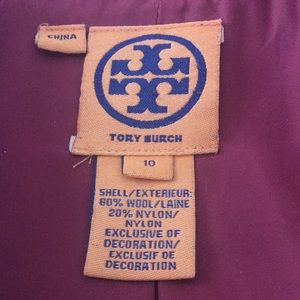 CHINA
TORY BURCH
10
SHELL/EXTERIEUR:
80% WOOL/LAINE
20% NYLON/
NYLON
EXCLUSIVE OF
DECORATION/
EXCLUSIF DE
DECORATION